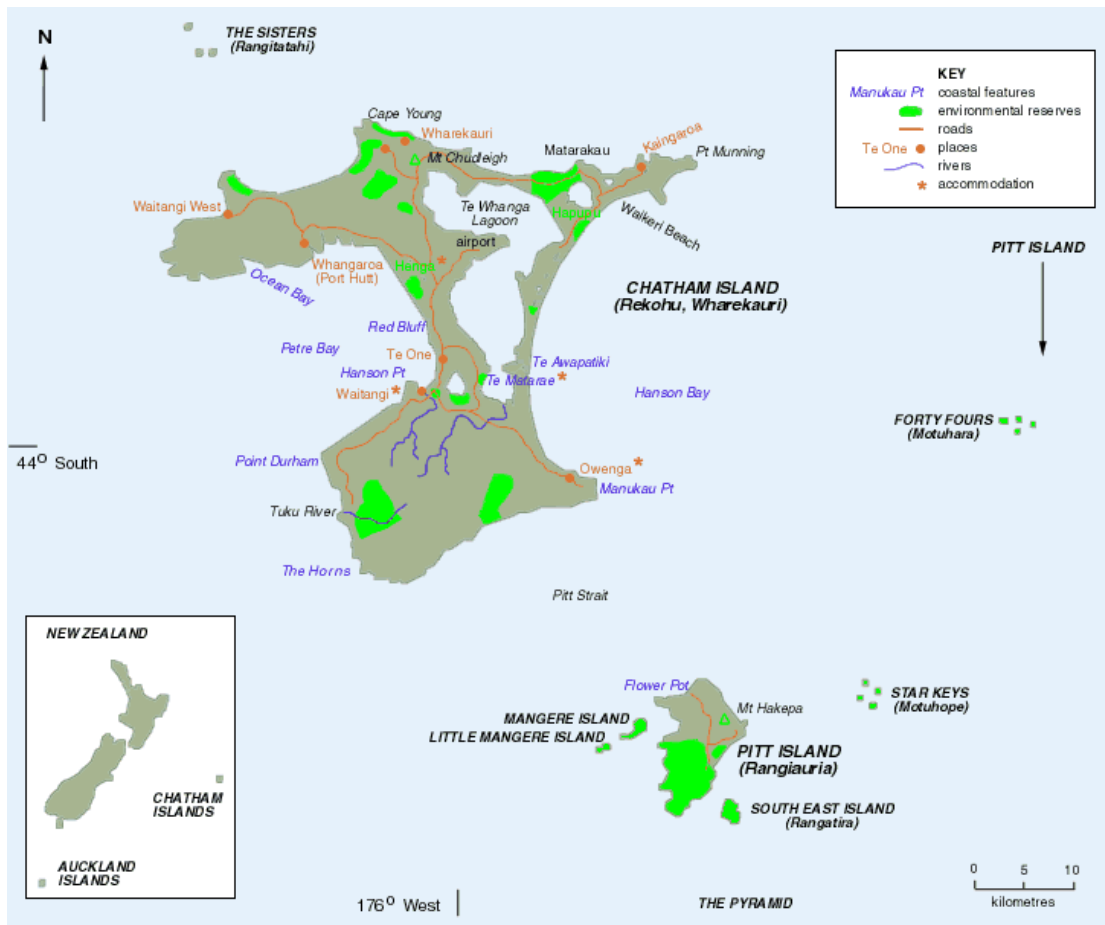 THE SISTERS
(Rangitatahi)
N
KEY
Manukau Pt coastal features
environmental reserves
roads
Te One places
rivers
accommodation
Cape Young
Wharekauri
Mt Chudleigh
Matarakau
Kaingaroa
Pt Munning
Waitangi West
Te Whanga
Lagoon
Hapupu
Waikeri Beach
airport
Whangaroa
(Port Hutt)
Henga
Ocean Bay
PITT ISLAND
CHATHAM ISLAND
(Rekohu, Wharekauri)
Red Bluff
Petre Bay
Te One
Te Awapatiki
Hanson Pt
Te Matarae
Waitangi
Hanson Bay
FORTY FOURS
(Motuhara)
44o South
Point Durham
Owenga
Manukau Pt
Tuku River
The Horns
Pitt Strait
NEW ZEALAND
CHATHAM
ISLANDS
AUCKLAND
ISLANDS
Flower Pot
Mt Hakepa
STAR KEYS
(Motuhope)
MANGERE ISLAND
LITTLE MANGERE ISLAND
PITT ISLAND
(Rangiauria)
SOUTH EAST ISLAND
(Rangatira)
0 5 10
kilometres
176o West
THE PYRAMID